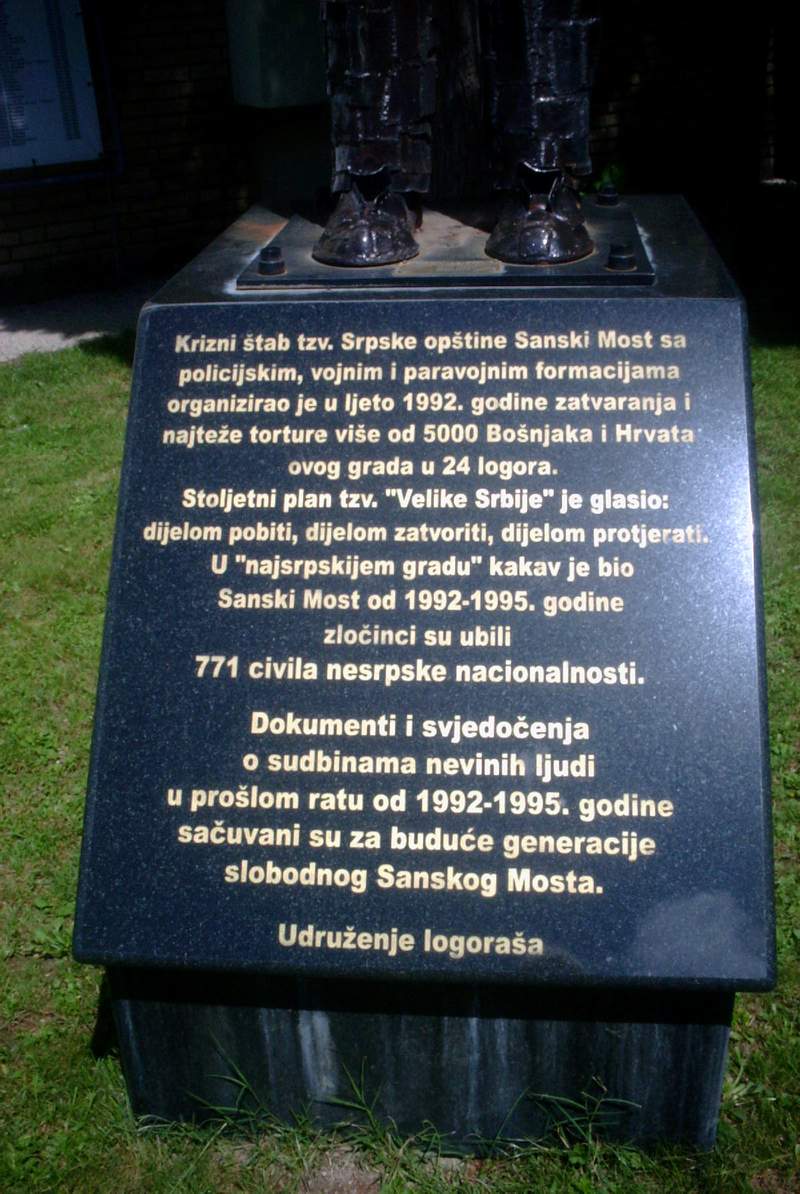 Krizni štab tzv. Srpske opštine Sanski Most sa
policijskim, vojnim i paravojnim formacijama
organizirao je u ljeto 1992. godine zatvaranja i
najteže torture više od 5000 Bošnjaka i Hrvata
ovog grada u 24 logora.
Stoljetni plan tzv. "Velike Srbije" je glasio:
dijelom pobiti, dijelom zatvoriti, dijelom protjerati.
U "najsrpskijem gradu" kakav je bio
Sanski Most od 1992-1995. godine
zločinci su ubili
771 civila nesrpske nacionalnosti.
Dokumenti i svjedočenja
o sudbinama nevinih ljudi
u prošlom ratu od 1992-1995. godine
sačuvani su za buduće generacije
slobodnog Sanskog Mosta.
Udruženje logoraša